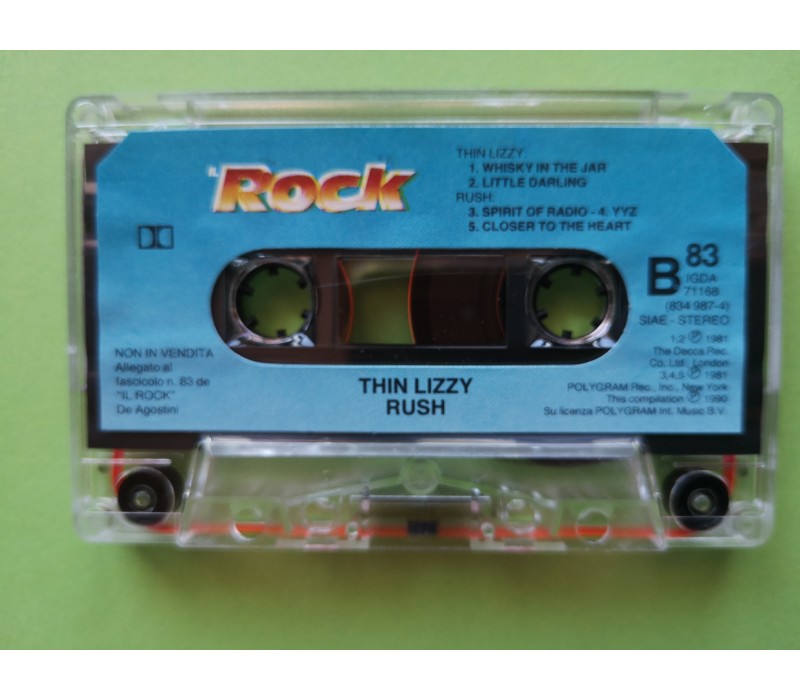 IL Rock
THIN LIZZY:
1. WHISKY IN THE JAR
2. LITTLE DARLING
RUSH:
3. SPIRIT OF RADIO - 4. YYZ
5. CLOSER TO THE HEART
B 83
IGDA
71168
(834 987-4)
SIAE - STEREO
1,2 ℗ 1981
The Decca Rec.
Co. Ltd. London
3,4,5 ℗ 1981
POLYGRAM Rec., Inc., New York
This compilation ℗ 1990
Su licenza POLYGRAM Int. Music B.V.
NON IN VENDITA
Allegato al
fascicolo n. 83 de
"IL ROCK"
De Agostini
THIN LIZZY
RUSH